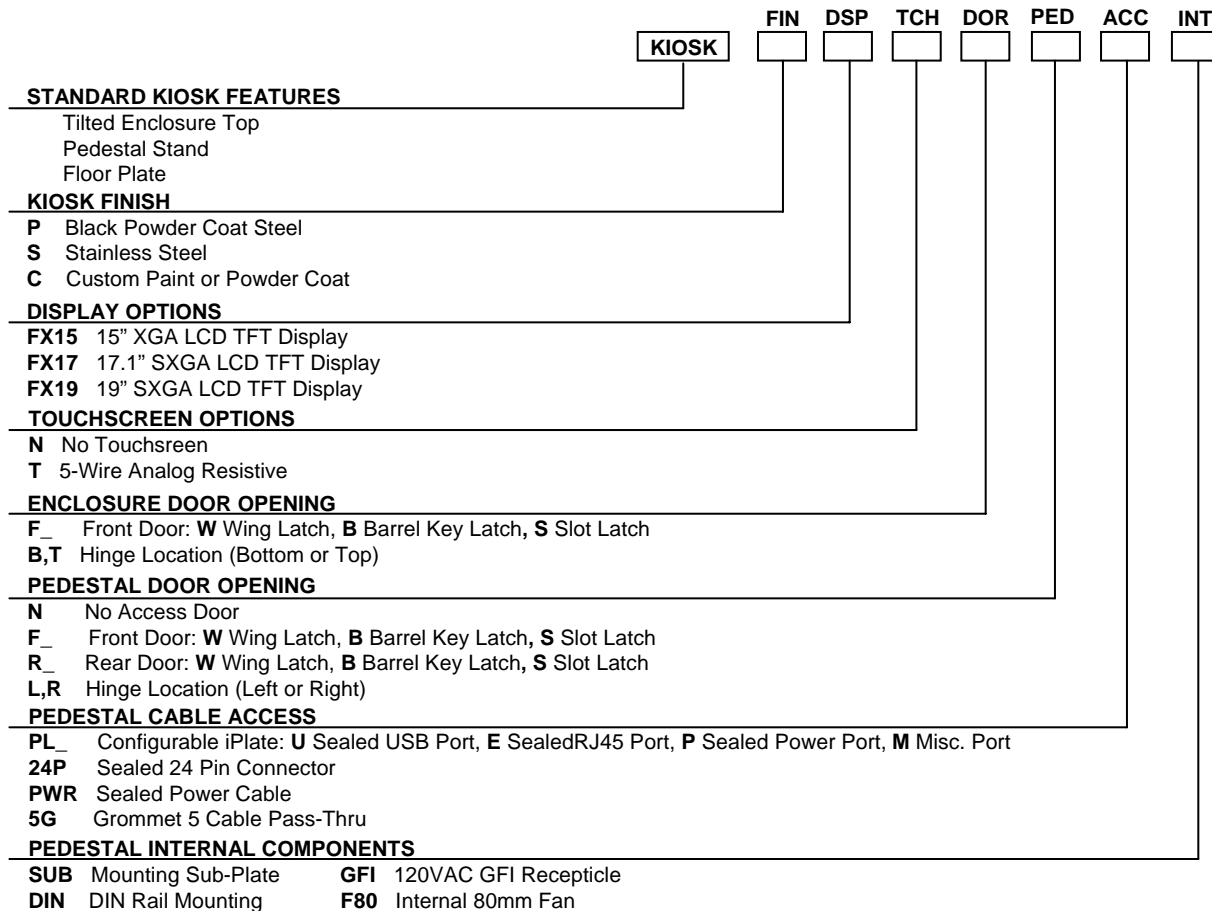 FIN DSP TCH DOR PED ACC INT
KIOSK
STANDARD KIOSK FEATURES
Tilted Enclosure Top
Pedestal Stand
Floor Plate
KIOSK FINISH
P Black Powder Coat Steel
S Stainless Steel
C Custom Paint or Powder Coat
DISPLAY OPTIONS
FX15 15” XGA LCD TFT Display
FX17 17.1” SXGA LCD TFT Display
FX19 19” SXGA LCD TFT Display
TOUCHSCREEN OPTIONS
N No Touchsreen
T 5-Wire Analog Resistive
ENCLOSURE DOOR OPENING
F_ Front Door: W Wing Latch, B Barrel Key Latch, S Slot Latch
B,T Hinge Location (Bottom or Top)
PEDESTAL DOOR OPENING
N No Access Door
F_ Front Door: W Wing Latch, B Barrel Key Latch, S Slot Latch
R_ Rear Door: W Wing Latch, B Barrel Key Latch, S Slot Latch
L,R Hinge Location (Left or Right)
PEDESTAL CABLE ACCESS
PL_ Configurable iPlate: U Sealed USB Port, E SealedRJ45 Port, P Sealed Power Port, M Misc. Port
24P Sealed 24 Pin Connector
PWR Sealed Power Cable
5G Grommet 5 Cable Pass-Thru
PEDESTAL INTERNAL COMPONENTS
SUB Mounting Sub-Plate GFI 120VAC GFI Recepticle
DIN DIN Rail Mounting F80 Internal 80mm Fan